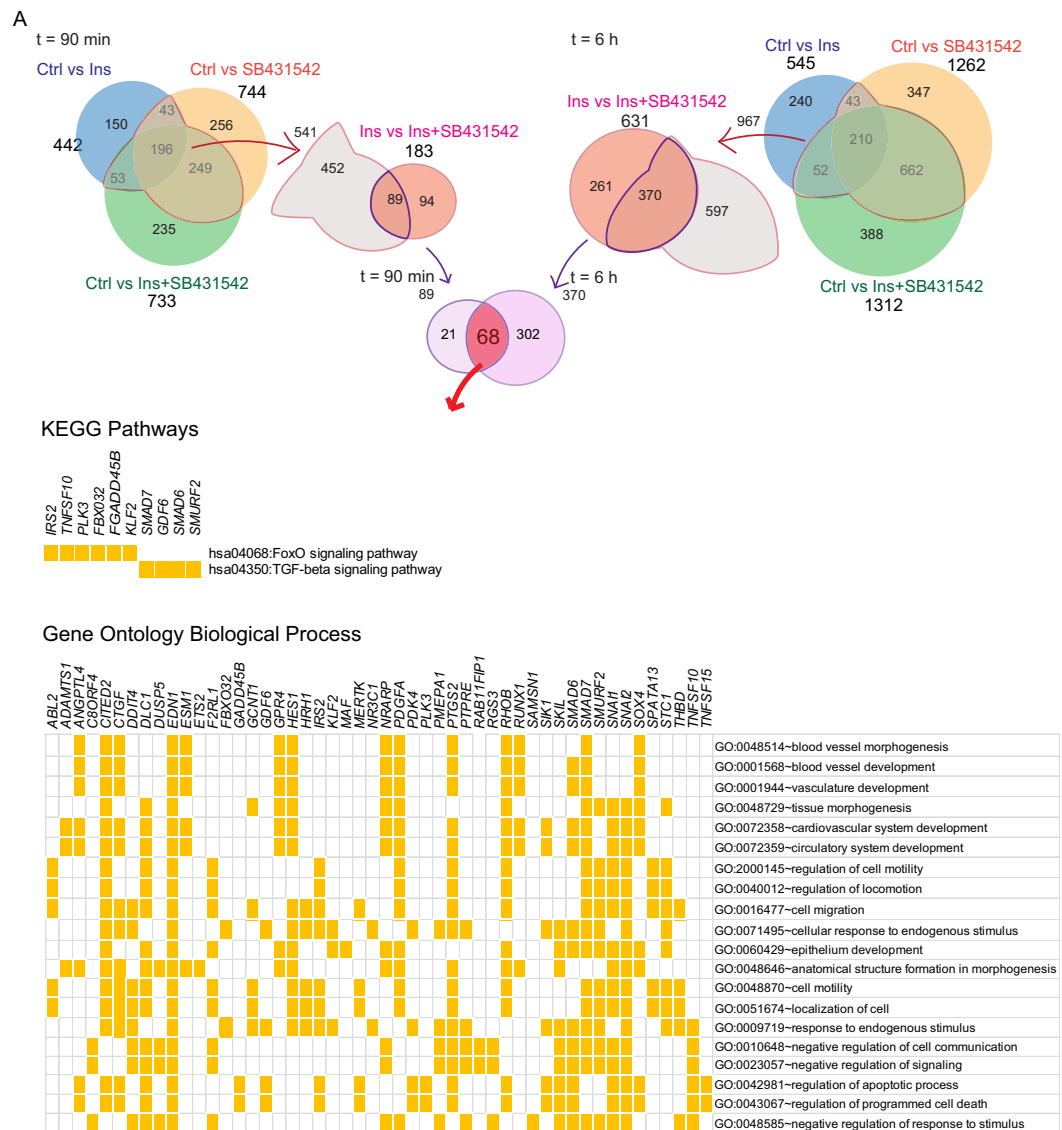 A
t = 90 min
Ctrl vs Ins
Ctrl vs SB431542
744
442
150
43
256
196
53
249
235
Ctrl vs Ins+SB431542
733
541
452
Ins vs Ins+SB431542
183
89
94
t = 6 h
Ctrl vs Ins
545
Ctrl vs SB431542
1262
240
43
347
210
52
662
388
Ctrl vs Ins+SB431542
1312
967
Ins vs Ins+SB431542
631
261
370
597
t = 90 min
89
t = 6 h
370
21
68
302
KEGG Pathways
IRS2
TNFSF10
PLK3
FBX032
FGADD45B
KLF2
SMAD7
GDF6
SMAD6
SMURF2
hsa04068:FoxO signaling pathway
hsa04350:TGF-beta signaling pathway
Gene Ontology Biological Process
ABL2
ADAMTS1
ANGPTL4
C8ORF4
CITED2
CTGF
DDIT4
DLC1
DUSP5
EDN1
ESM1
ETS2
F2RL1
FBXO32
GADD45B
GCNT1
GDF6
GPR4
HES1
HRH1
IRS2
KLF2
MAF
MERTK
NR3C1
NRARP
PDGFA
PDK4
PLK3
PMEPA1
PTGS2
PTPRE
RAB11FIP1
RGS3
RHOB
RUNX1
SAMSN1
SIK1
SKIL
SMAD6
SMAD7
SMURF2
SNAI1
SNAI2
SOX4
SPATA13
STC1
THBD
TNFSF10
TNFSF15
GO:0048514~blood vessel morphogenesis
GO:0001568~blood vessel development
GO:0001944~vasculature development
GO:0048729~tissue morphogenesis
GO:0072358~cardiovascular system development
GO:0072359~circulatory system development
GO:2000145~regulation of cell motility
GO:0040012~regulation of locomotion
GO:0016477~cell migration
GO:0071495~cellular response to endogenous stimulus
GO:0060429~epithelium development
GO:0048646~anatomical structure formation in morphogenesis
GO:0048870~cell motility
GO:0051674~localization of cell
GO:0009719~response to endogenous stimulus
GO:0010648~negative regulation of cell communication
GO:0023057~negative regulation of signaling
GO:0042981~regulation of apoptotic process
GO:0043067~regulation of programmed cell death
GO:0048585~negative regulation of response to stimulus